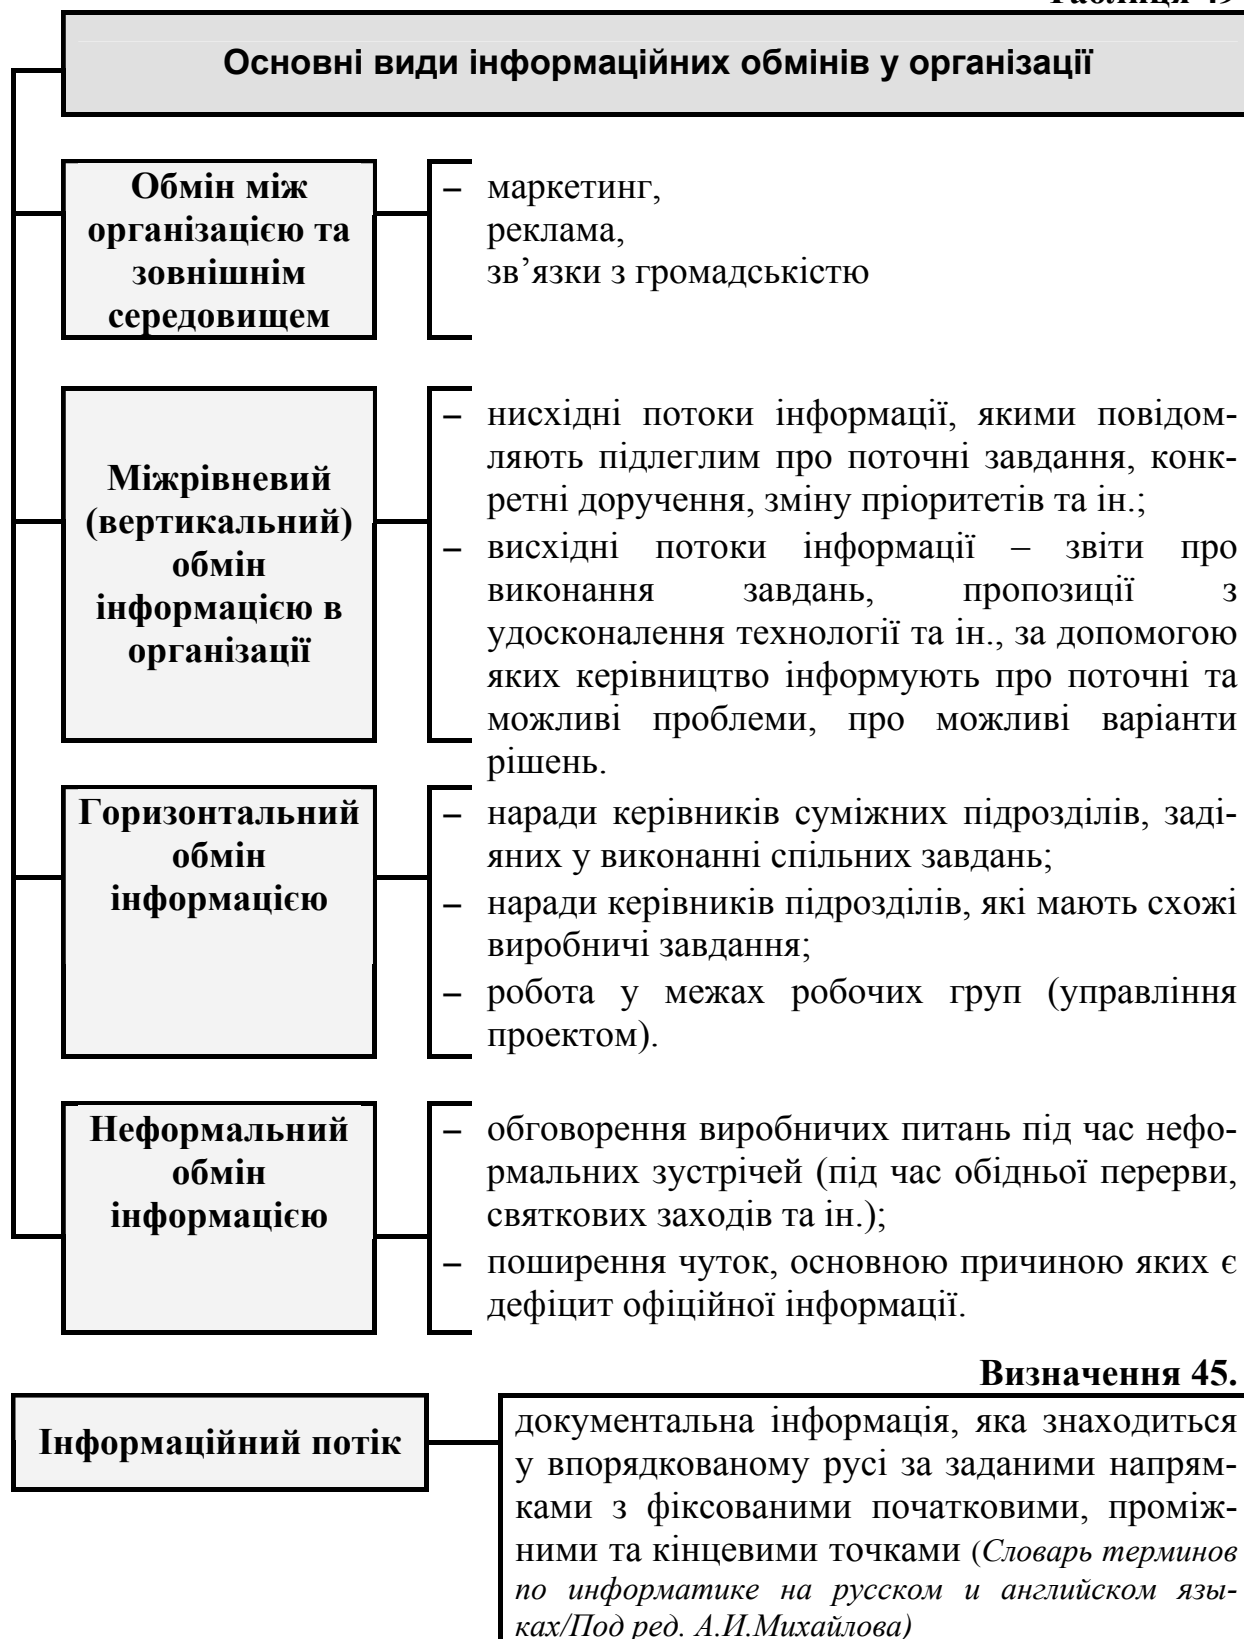 Таблиця 49
Основні види інформаційних обмінів у організації
Обмін між
організацією та
зовнішнім
середовищем
– маркетинг,
реклама,
зв’язки з громадськістю
Міжрівневий
(вертикальний)
обмін
інформацією в
організації
– нисхідні потоки інформації, якими повідом-
ляють підлеглим про поточні завдання, конк-
ретні доручення, зміну пріоритетів та ін.;
– висхідні потоки інформації – звіти про
виконання завдань, пропозиції з
удосконалення технології та ін., за допомогою
яких керівництво інформують про поточні та
можливі проблеми, про можливі варіанти
рішень.
Горизонтальний
обмін
інформацією
– наради керівників суміжних підрозділів, заді-
яних у виконанні спільних завдань;
– наради керівників підрозділів, які мають схожі
виробничі завдання;
– робота у межах робочих груп (управління
проектом).
Неформальний
обмін
інформацією
– обговорення виробничих питань під час нефо-
рмальних зустрічей (під час обідньої перерви,
святкових заходів та ін.);
– поширення чуток, основною причиною яких є
дефіцит офіційної інформації.
Визначення 45.
Інформаційний потік
документальна інформація, яка знаходиться
у впорядкованому русі за заданими напрям-
ками з фіксованими початковими, проміж-
ними та кінцевими точками (Словарь терминов
по информатике на русском и английском язы-
ках/Под ред. А.И.Михайлова)